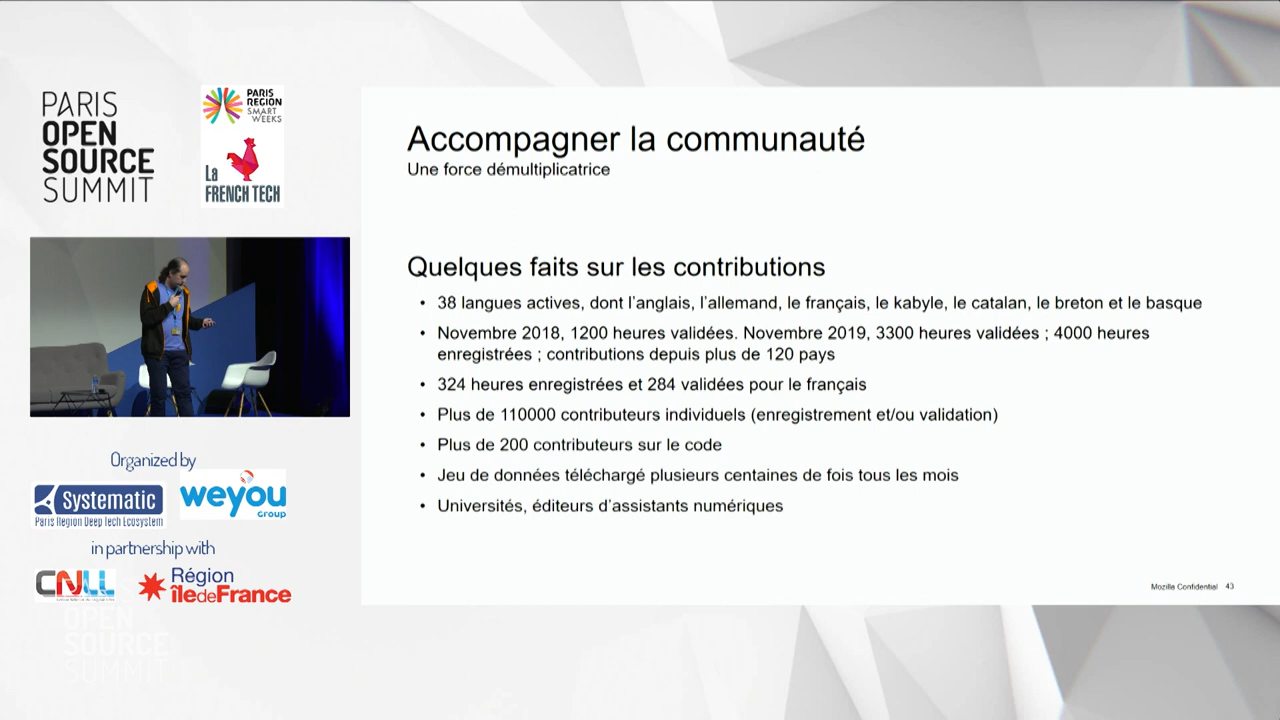 PARIS
OPEN
SOURCE
SUMMIT
PARIS
REGION
SMART
WEEKS
La
FRENCH TECH
Accompagner la communauté
Une force démultiplicatrice
Quelques faits sur les contributions
• 38 langues actives, dont l'anglais, l'allemand, le français, le kabyle, le catalan, le breton et le basque
• Novembre 2018, 1200 heures validées. Novembre 2019, 3300 heures validées ; 4000 heures
enregistrées ; contributions depuis plus de 120 pays
• 324 heures enregistrées et 284 validées pour le français
• Plus de 110000 contributeurs individuels (enregistrement et/ou validation)
• Plus de 200 contributeurs sur le code
• Jeu de données téléchargé plusieurs centaines de fois tous les mois
• Universités, éditeurs d'assistants numériques
Mozilla Confidential 43
Organized by
Systematic
Paris Region Deep Tech Ecosystem
weyou
GROUP
in partnership with
CNLL
Région
îledeFrance
OPEN
SOURCE
SUMMIT